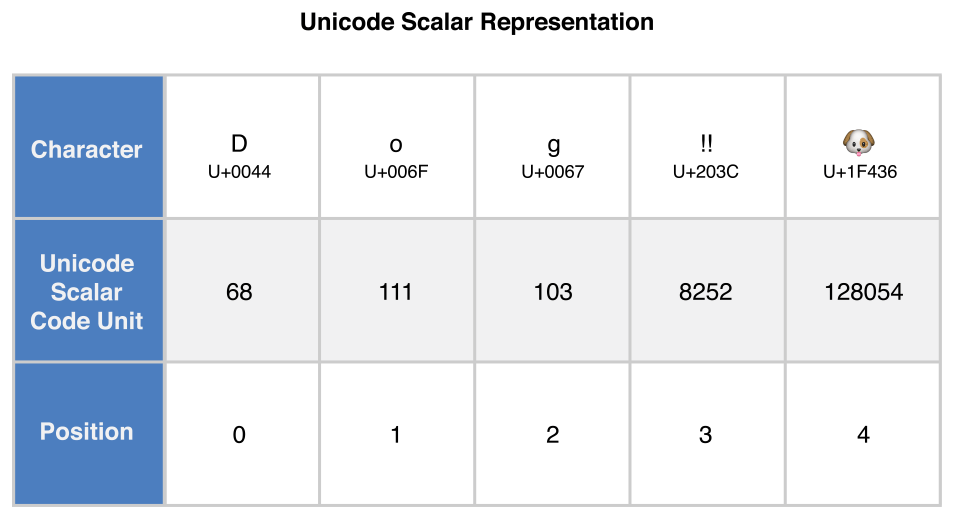 Unicode Scalar Representation
Character
D
o
g
‼
🐶
U+0044
U+006F
U+0067
U+203C
U+1F436
Unicode
Scalar
Code Unit
68
111
103
8252
128054
Position
0
1
2
3
4